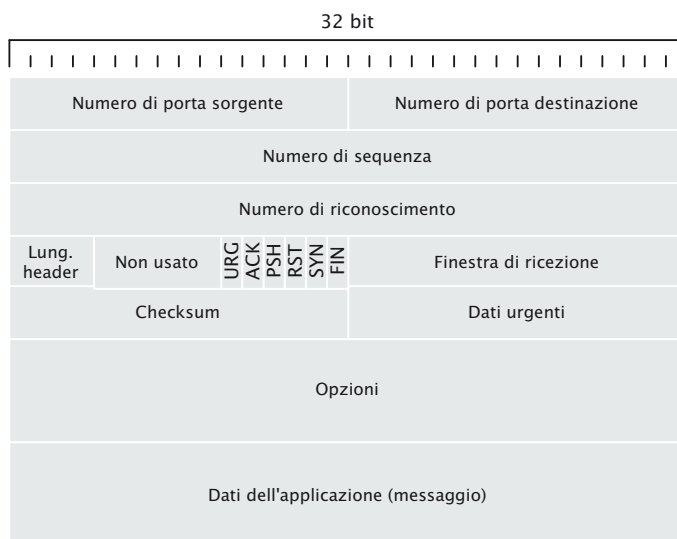 32 bit
Numero di porta sorgente
Numero di porta destinazione
Numero di sequenza
Numero di riconoscimento
Lung.
header
Non usato
URG
ACK
PSH
RST
SYN
FIN
Finestra di ricezione
Checksum
Dati urgenti
Opzioni
Dati dell'applicazione (messaggio)